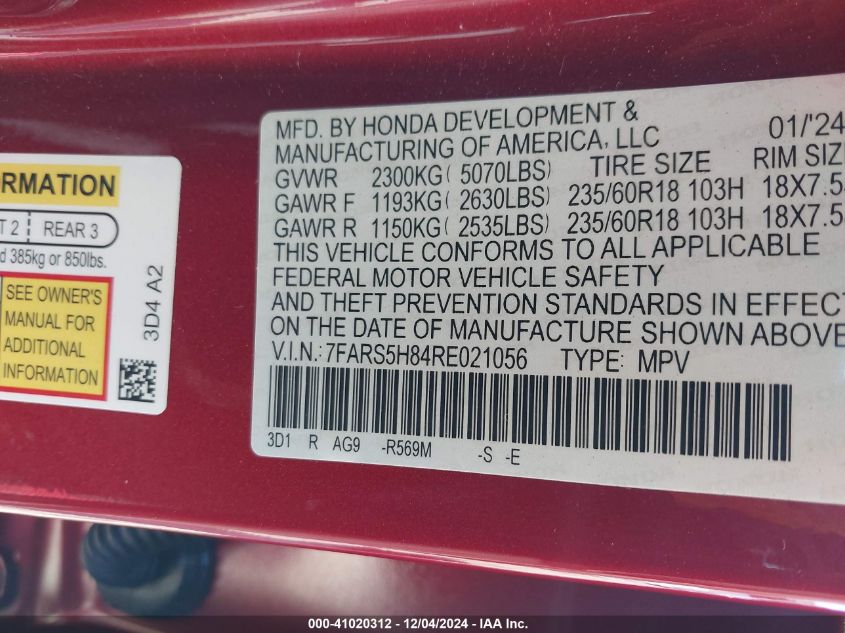 RMATION
T 2 REAR 3
d 385kg or 850lbs.
SEE OWNER'S
MANUAL FOR
ADDITIONAL
INFORMATION
3D4 A2
MFD. BY HONDA DEVELOPMENT & 01/'24
MANUFACTURING OF AMERICA, LLC
GVWR 2300KG( 5070LBS) TIRE SIZE RIM SIZE
GAWR F 1193KG( 2630LBS) 235/60R18 103H 18X7.5
GAWR R 1150KG( 2535LBS) 235/60R18 103H 18X7.5
THIS VEHICLE CONFORMS TO ALL APPLICABLE
FEDERAL MOTOR VEHICLE SAFETY
AND THEFT PREVENTION STANDARDS IN EFFECT
ON THE DATE OF MANUFACTURE SHOWN ABOVE
V.I.N.: 7FARS5H84RE021056 TYPE: MPV
3D1 R AG9 -R569M -S -E
000-41020312 - 12/04/2024 - IAA Inc.